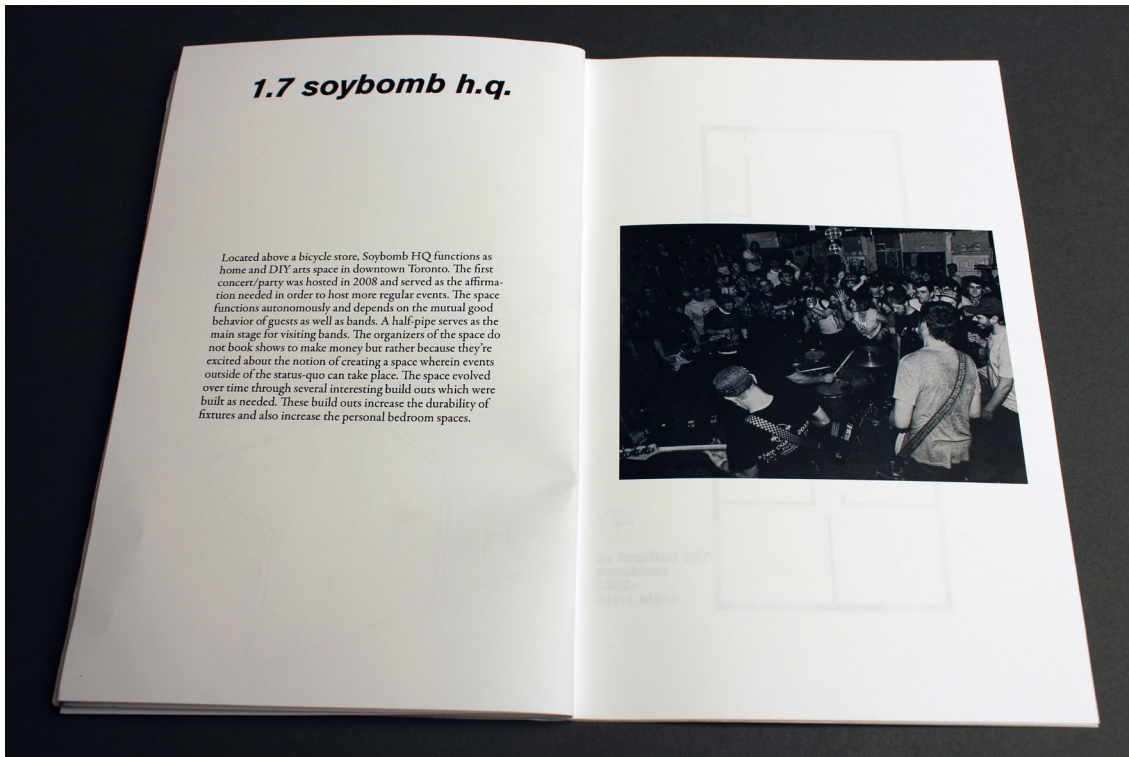 1.7 soybomb h.q.
Located above a bicycle store, Soybomb HQ functions as
home and DIY arts space in downtown Toronto. The first
concert/party was hosted in 2008 and served as the affirma-
tion needed in order to host more regular events. The space
functions autonomously and depends on the mutual good
behavior of guests as well as bands. A half-pipe serves as the
main stage for visiting bands. The organizers of the space do
not book shows to make money but rather because they're
excited about the notion of creating a space wherein events
outside of the status-quo can take place. The space evolved
over time through several interesting build outs which were
built as needed. These build outs increase the durability of
fixtures and also increase the personal bedroom spaces.
bathurst st.
residence
scale